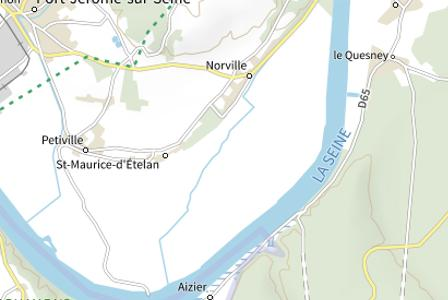 Port-Jérôme-sur-Seine
Norville
le Quesney
D65
Petiville
St-Maurice-d'Ételan
LA SEINE
Aizier